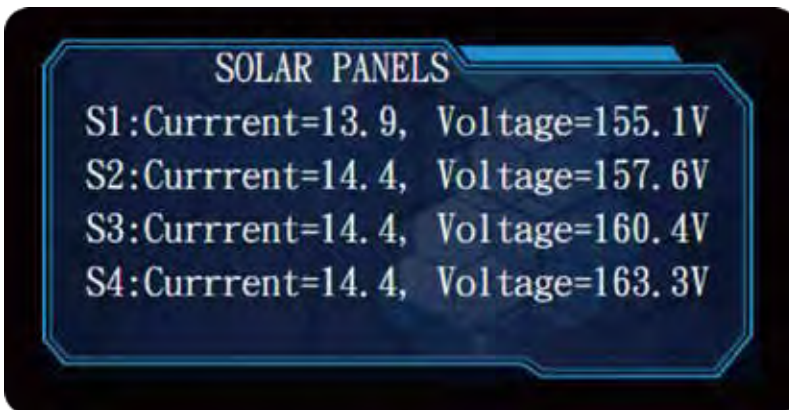 SOLAR PANELS
S1:Currrent=13.9, Voltage=155.1V
S2:Currrent=14.4, Voltage=157.6V
S3:Currrent=14.4, Voltage=160.4V
S4:Currrent=14.4, Voltage=163.3V